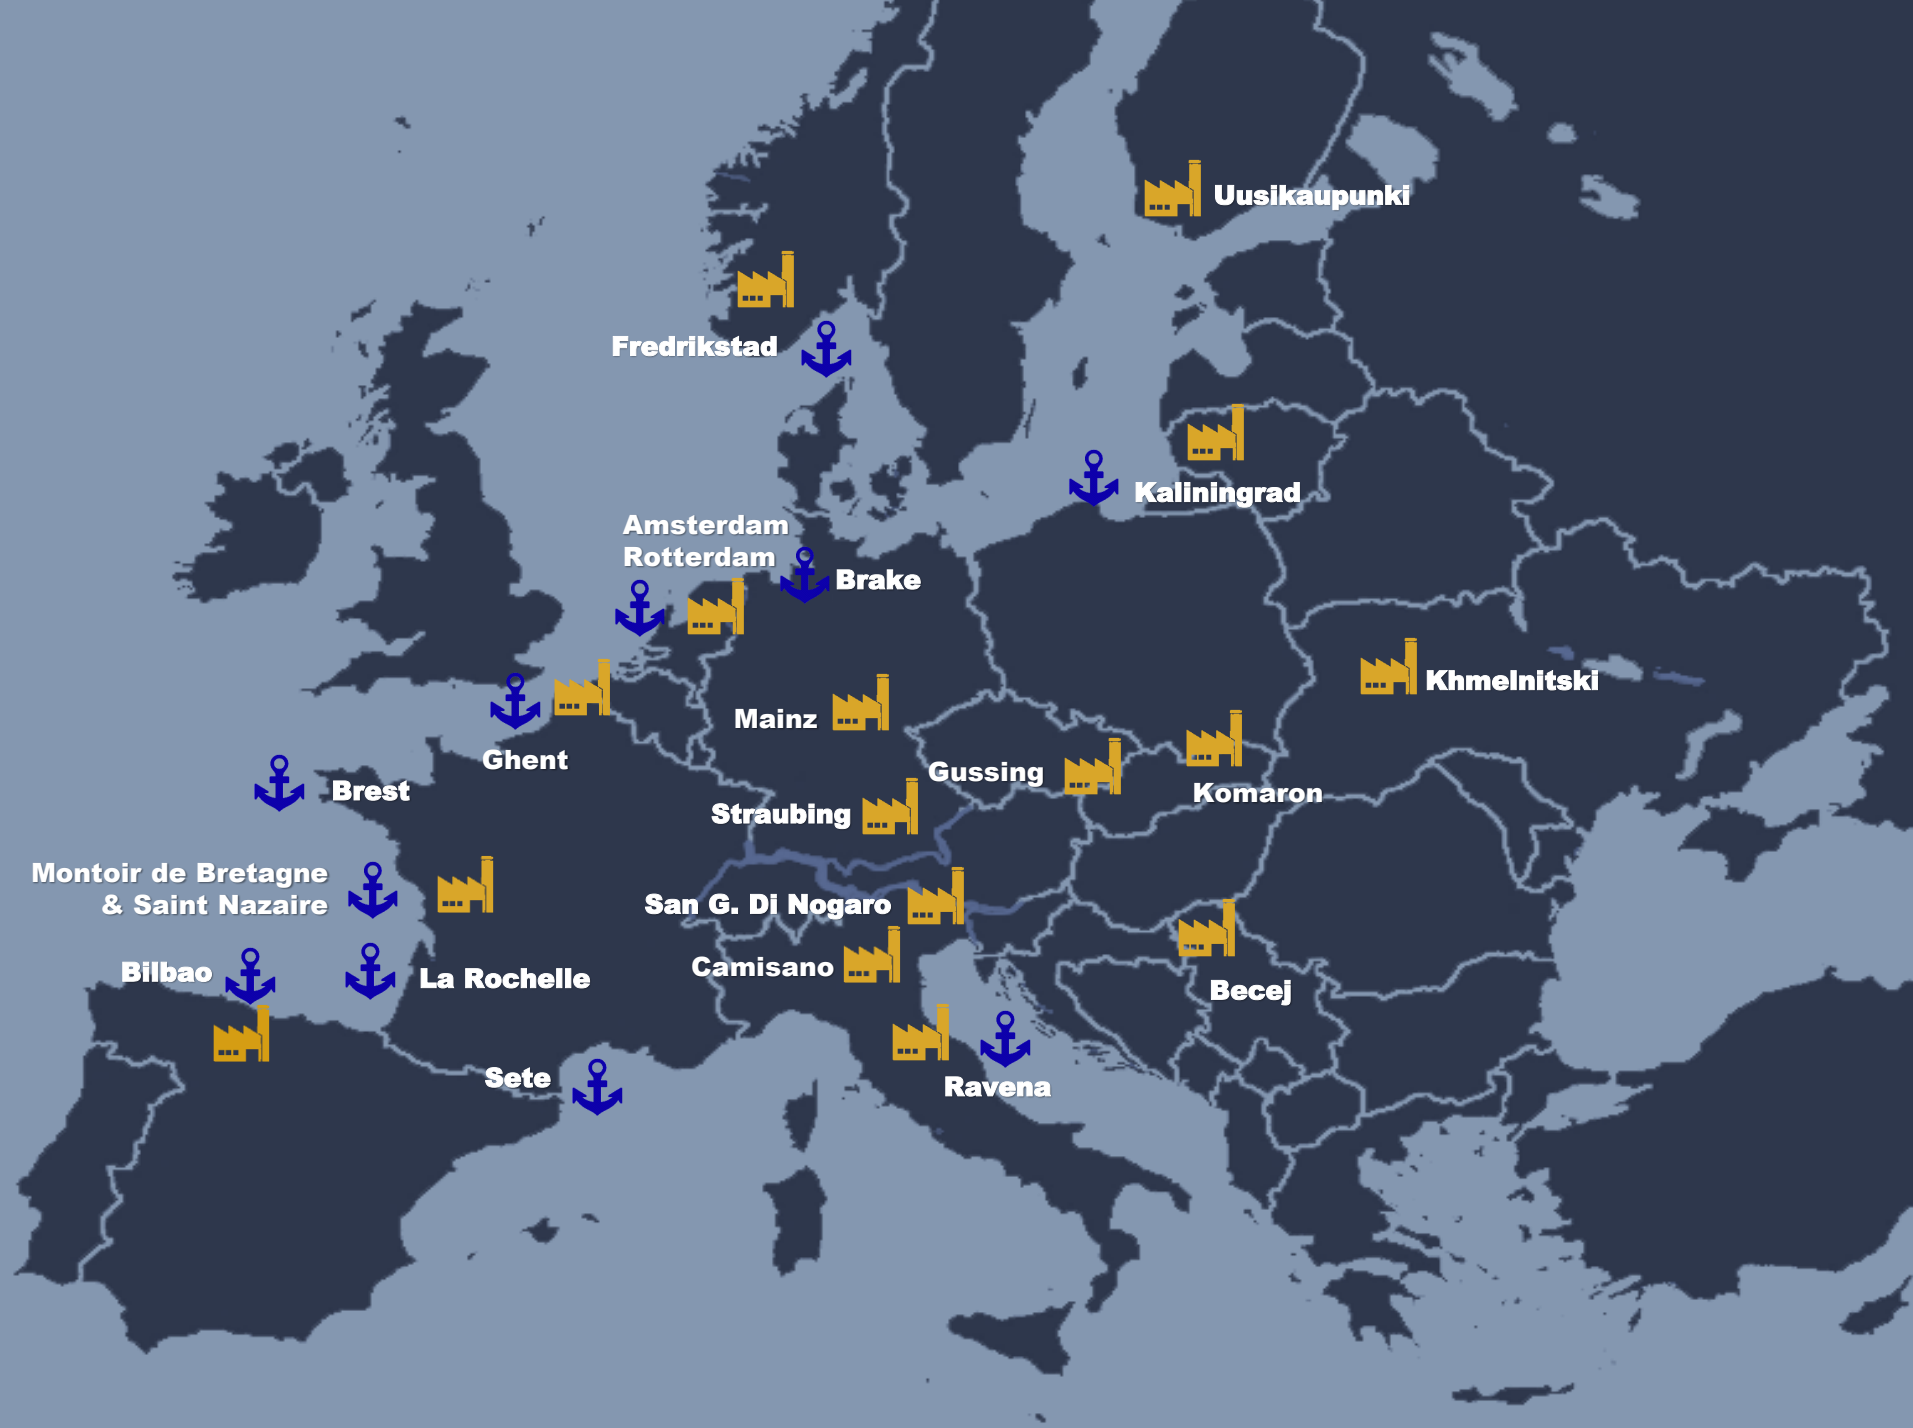 Uusikaupunki
Fredrikstad
Kaliningrad
Amsterdam
Rotterdam
Brake
Khmelnitski
Mainz
Ghent
Gussing
Brest
Komaron
Straubing
Montoir de Bretagne
& Saint Nazaire
San G. Di Nogaro
Camisano
Bilbao
La Rochelle
Becej
Sete
Ravena